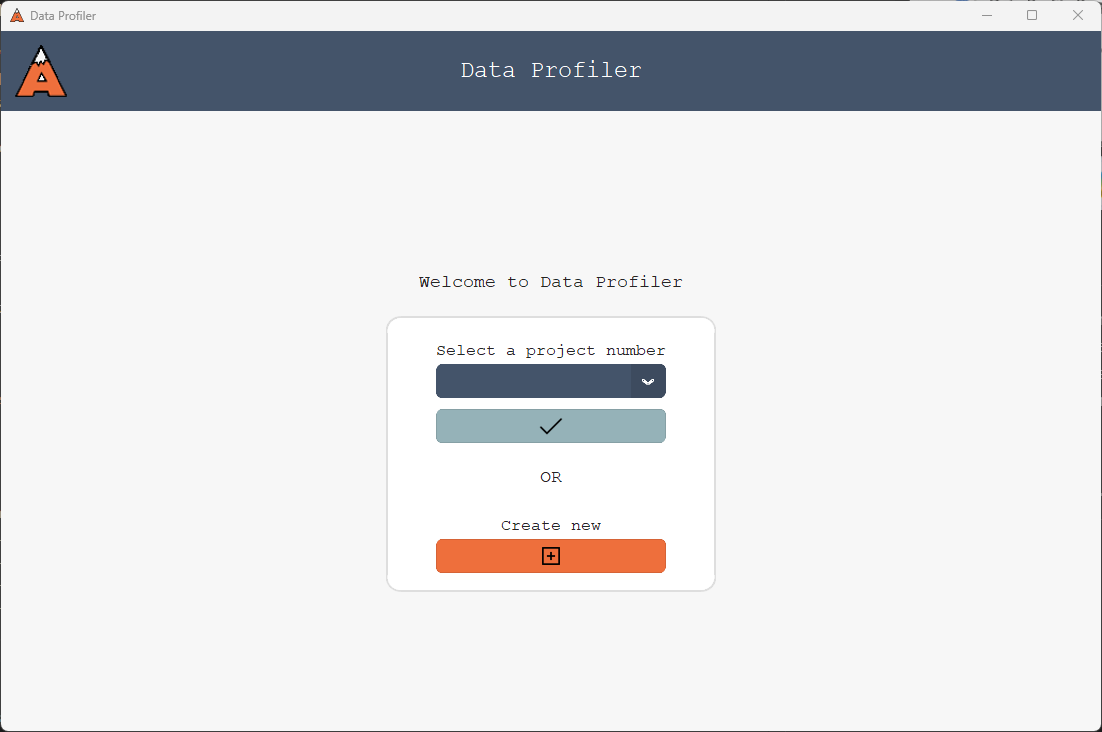 Data Profiler
Data Profiler
Welcome to Data Profiler
Select a project number
OR
Create new